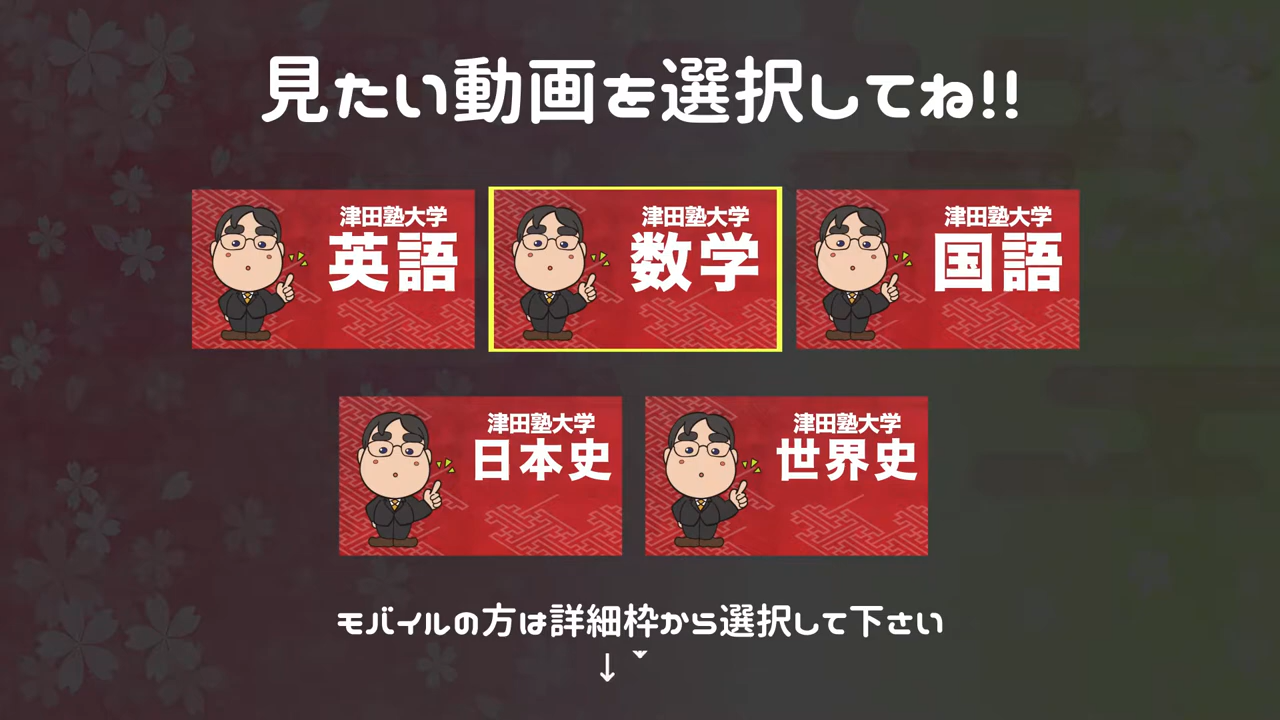 見たい動画を選択してね!!
津田塾大学
英語
津田塾大学
数学
津田塾大学
国語
津田塾大学
日本史
津田塾大学
世界史
モバイルの方は詳細枠から選択して下さい
↓